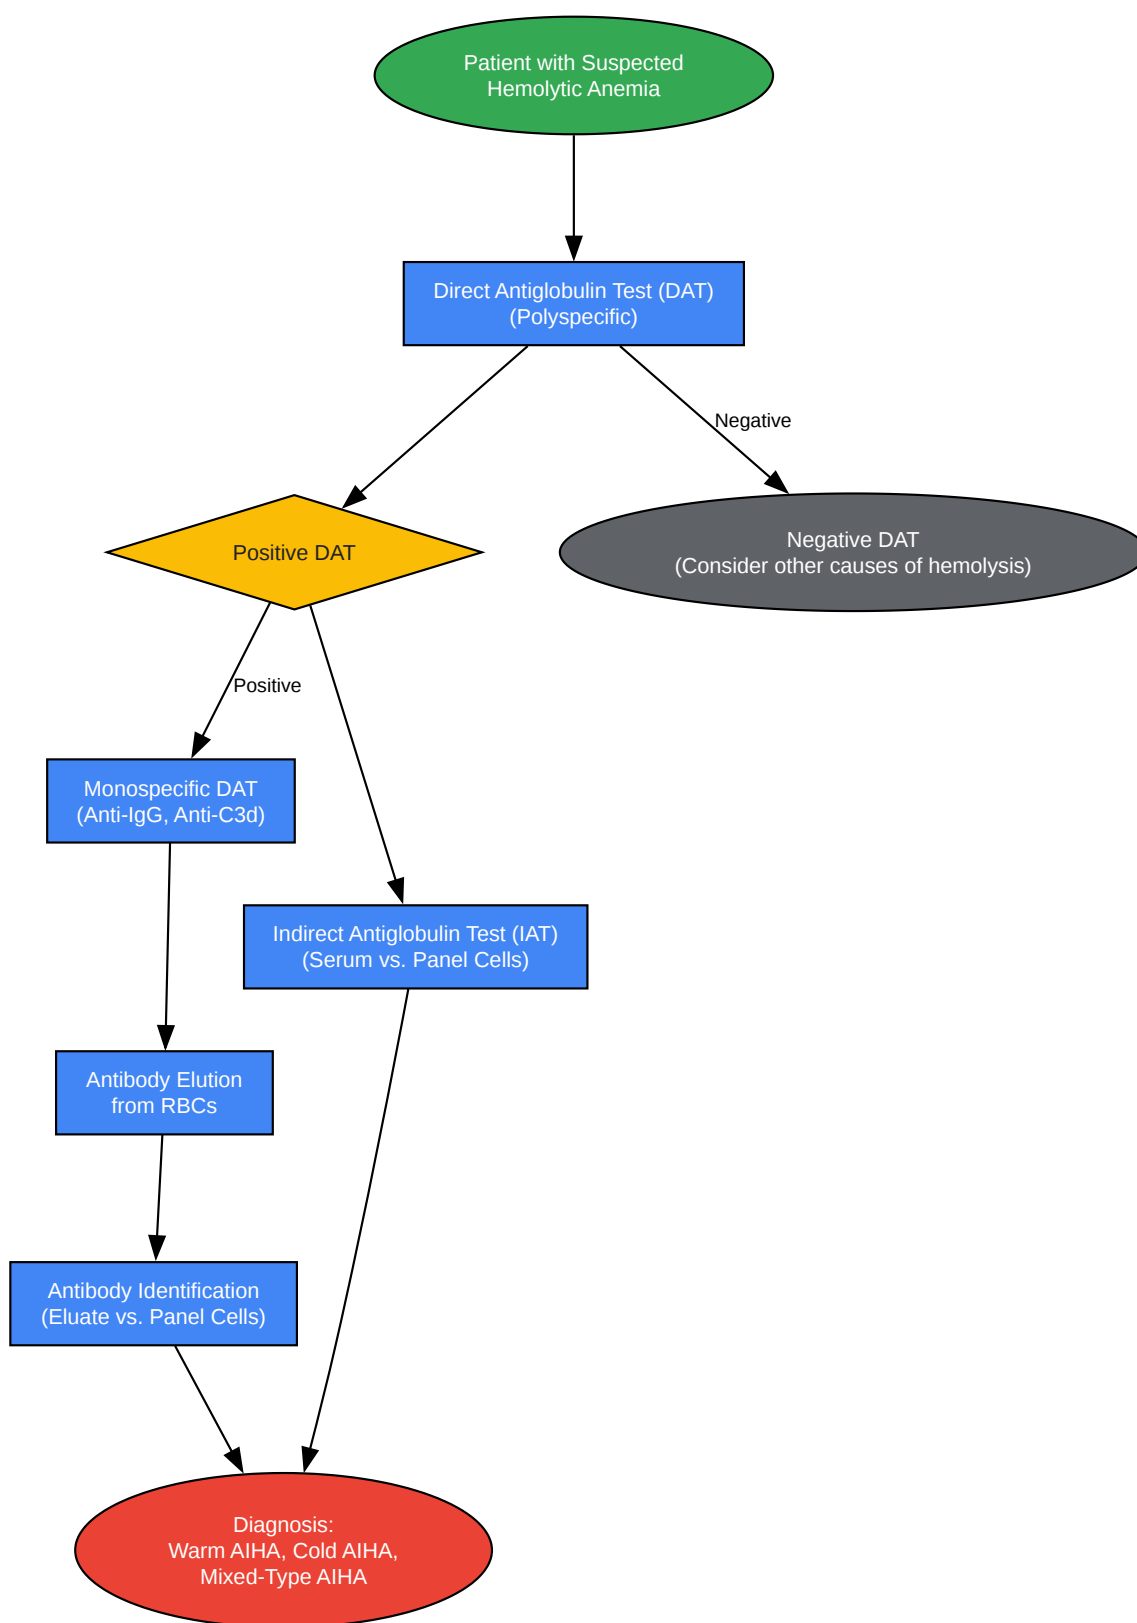 Patient with Suspected
Hemolytic Anemia
Direct Antiglobulin Test (DAT)
(Polyspecific)
Negative
Positive DAT
Negative DAT
(Consider other causes of hemolysis)
Positive
Monospecific DAT
(Anti-IgG, Anti-C3d)
Indirect Antiglobulin Test (IAT)
(Serum vs. Panel Cells)
Antibody Elution
from RBCs
Antibody Identification
(Eluate vs. Panel Cells)
Diagnosis:
Warm AIHA, Cold AIHA,
Mixed-Type AIHA